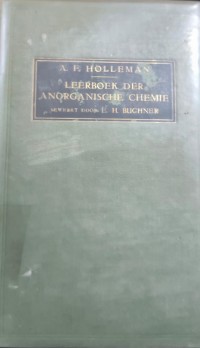 A. F. HOLLEMAN
LEERBOEK DER
ANORGANISCHE CHEMIE
BEWERKT DOOR E. H. BÜCHNER